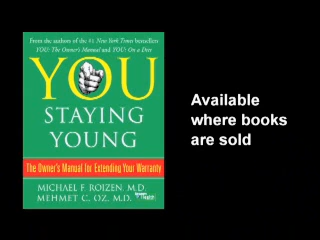 From the authors of the #1 New York Times bestsellers
YOU: The Owner's Manual and YOU: On a Diet
YOU
STAYING
YOUNG
The Owner's Manual for Extending Your Warranty
MICHAEL F. ROIZEN, M.D.
MEHMET C. OZ, M.D.
Available
where books
are sold